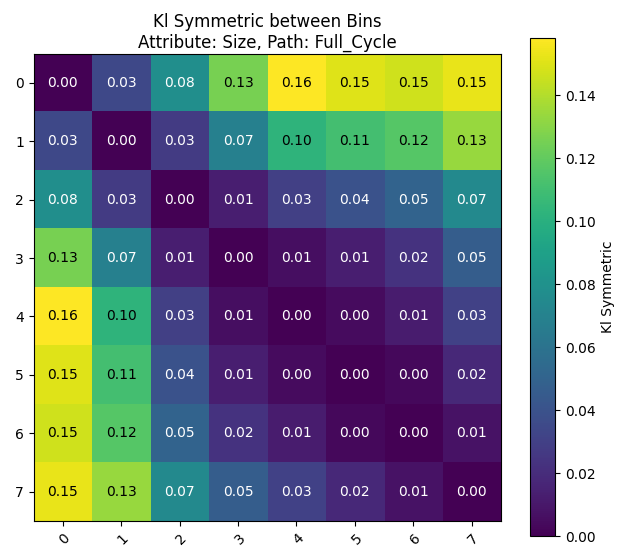 Kl Symmetric between Bins
Attribute: Size, Path: Full_Cycle
0 0.00 0.03 0.08 0.13 0.16 0.15 0.15 0.15
1 0.03 0.00 0.03 0.07 0.10 0.11 0.12 0.13
2 0.08 0.03 0.00 0.01 0.03 0.04 0.05 0.07
3 0.13 0.07 0.01 0.00 0.01 0.01 0.02 0.05
4 0.16 0.10 0.03 0.01 0.00 0.00 0.01 0.03
5 0.15 0.11 0.04 0.01 0.00 0.00 0.00 0.02
6 0.15 0.12 0.05 0.02 0.01 0.00 0.00 0.01
7 0.15 0.13 0.07 0.05 0.03 0.02 0.01 0.00
0 1 2 3 4 5 6 7
0.14
0.12
0.10
0.08
0.06
0.04
0.02
0.00
Kl Symmetric